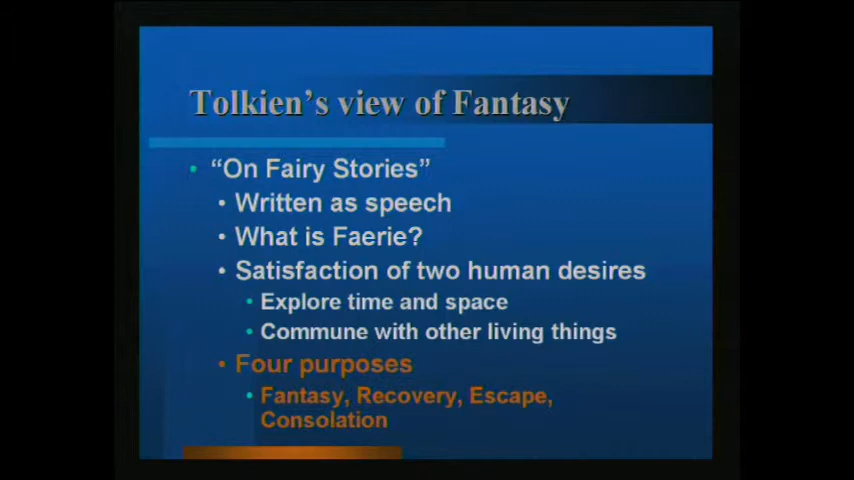 Tolkien's view of Fantasy
• "On Fairy Stories"
• Written as speech
• What is Faerie?
• Satisfaction of two human desires
• Explore time and space
• Commune with other living things
• Four purposes
• Fantasy, Recovery, Escape,
Consolation